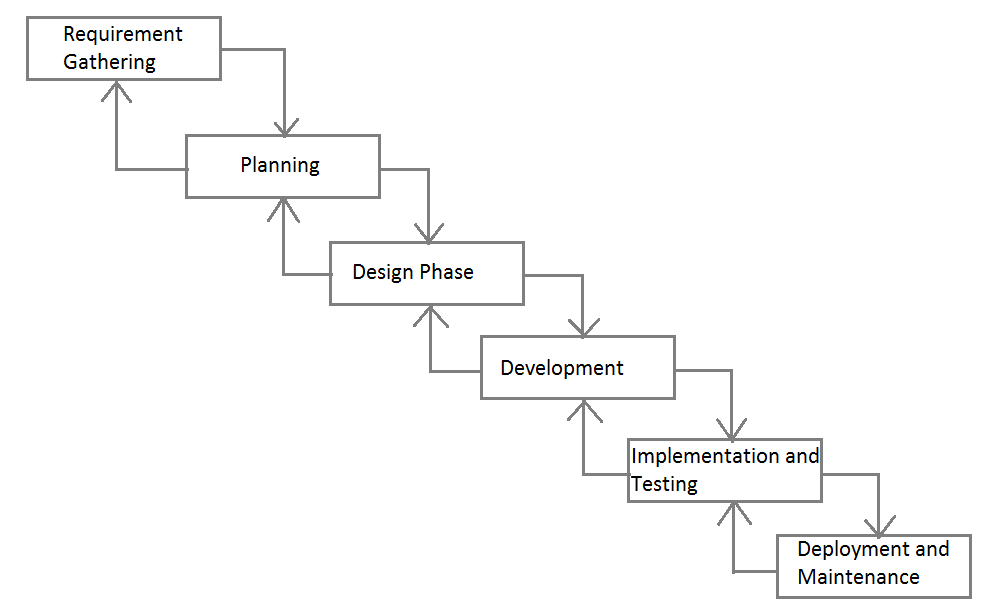 Requirement
Gathering
Planning
Design Phase
Development
Implementation and
Testing
Deployment and
Maintenance